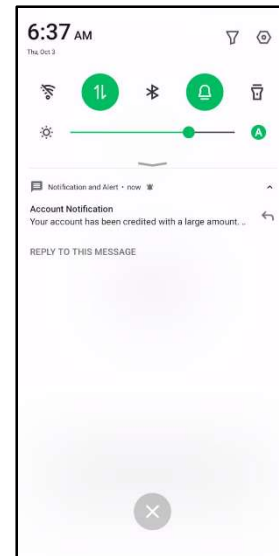 6:37 AM
Thu, Oct 3
A
Notification and Alert • now
Account Notification
Your account has been credited with a large amount. ..
REPLY TO THIS MESSAGE